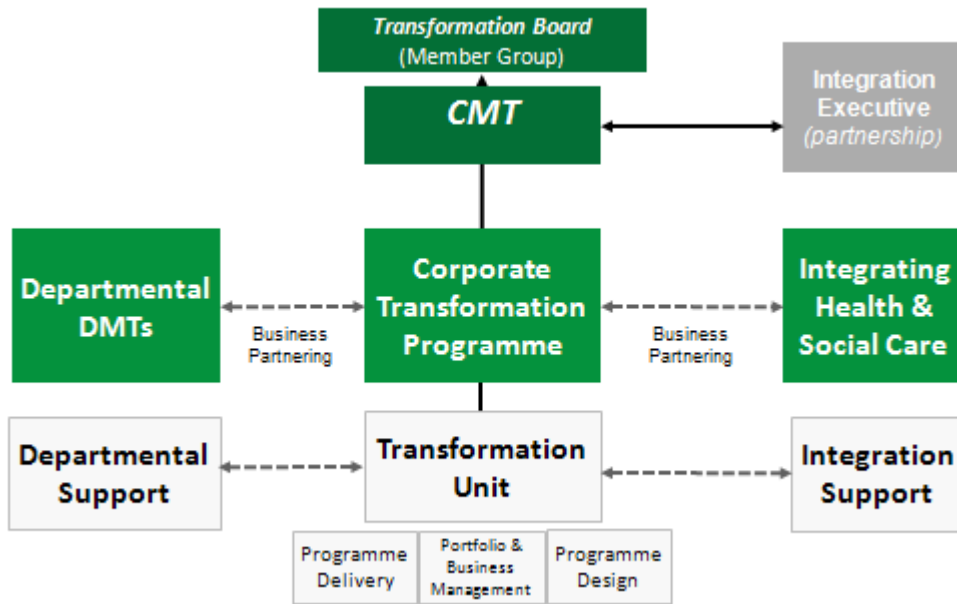 Transformation Board
(Member Group)
CMT
Integration
Executive
(partnership)
Departmental
DMTs
Business
Partnering
Corporate
Transformation
Programme
Business
Partnering
Integrating
Health &
Social Care
Departmental
Support
Transformation
Unit
Integration
Support
Programme
Delivery
Portfolio &
Business
Management
Programme
Design